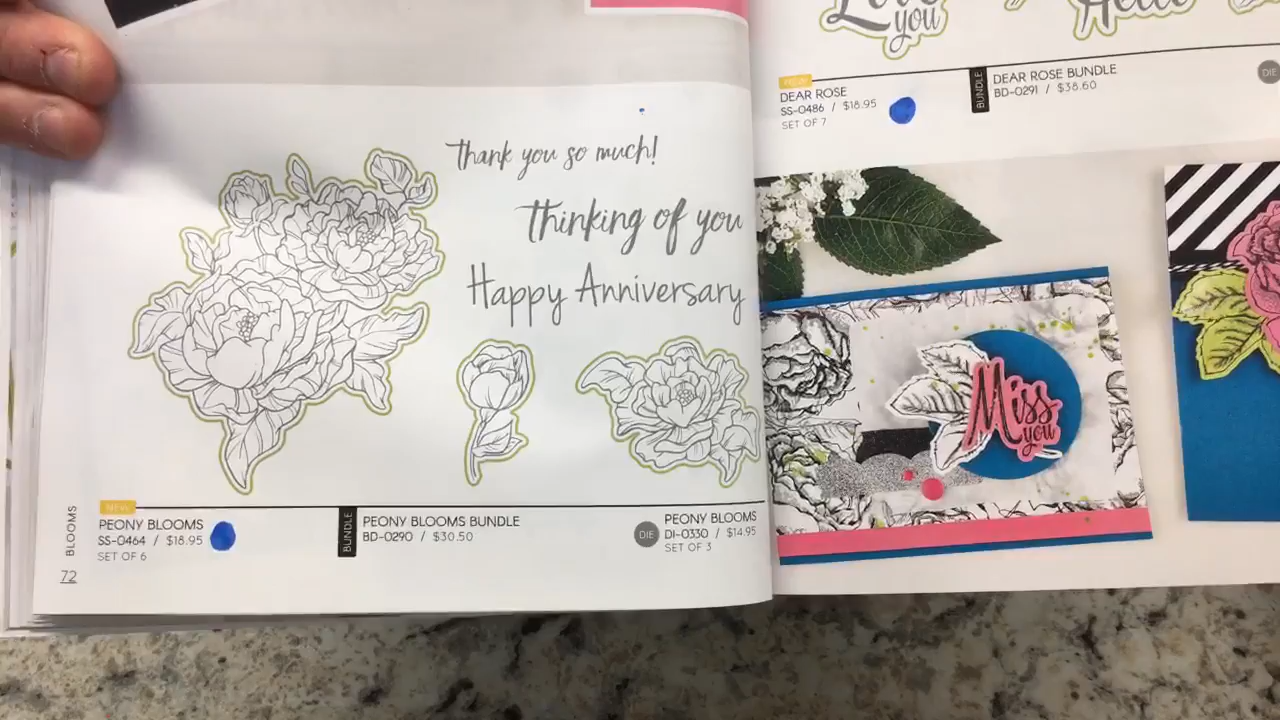 Thank you so much!
Thinking of you
Happy Anniversary
NEW
PEONY BLOOMS
SS-0464 / $18.95
SET OF 6
BUNDLE
PEONY BLOOMS BUNDLE
BD-0290 / $30.50
DIE
PEONY BLOOMS
DI-0330 / $14.95
SET OF 3
BLOOMS
72
Love
you
Hello
NEW
DEAR ROSE
SS-0486 / $18.95
SET OF 7
BUNDLE
DEAR ROSE BUNDLE
BD-0291 / $38.60
DIE
Miss
you